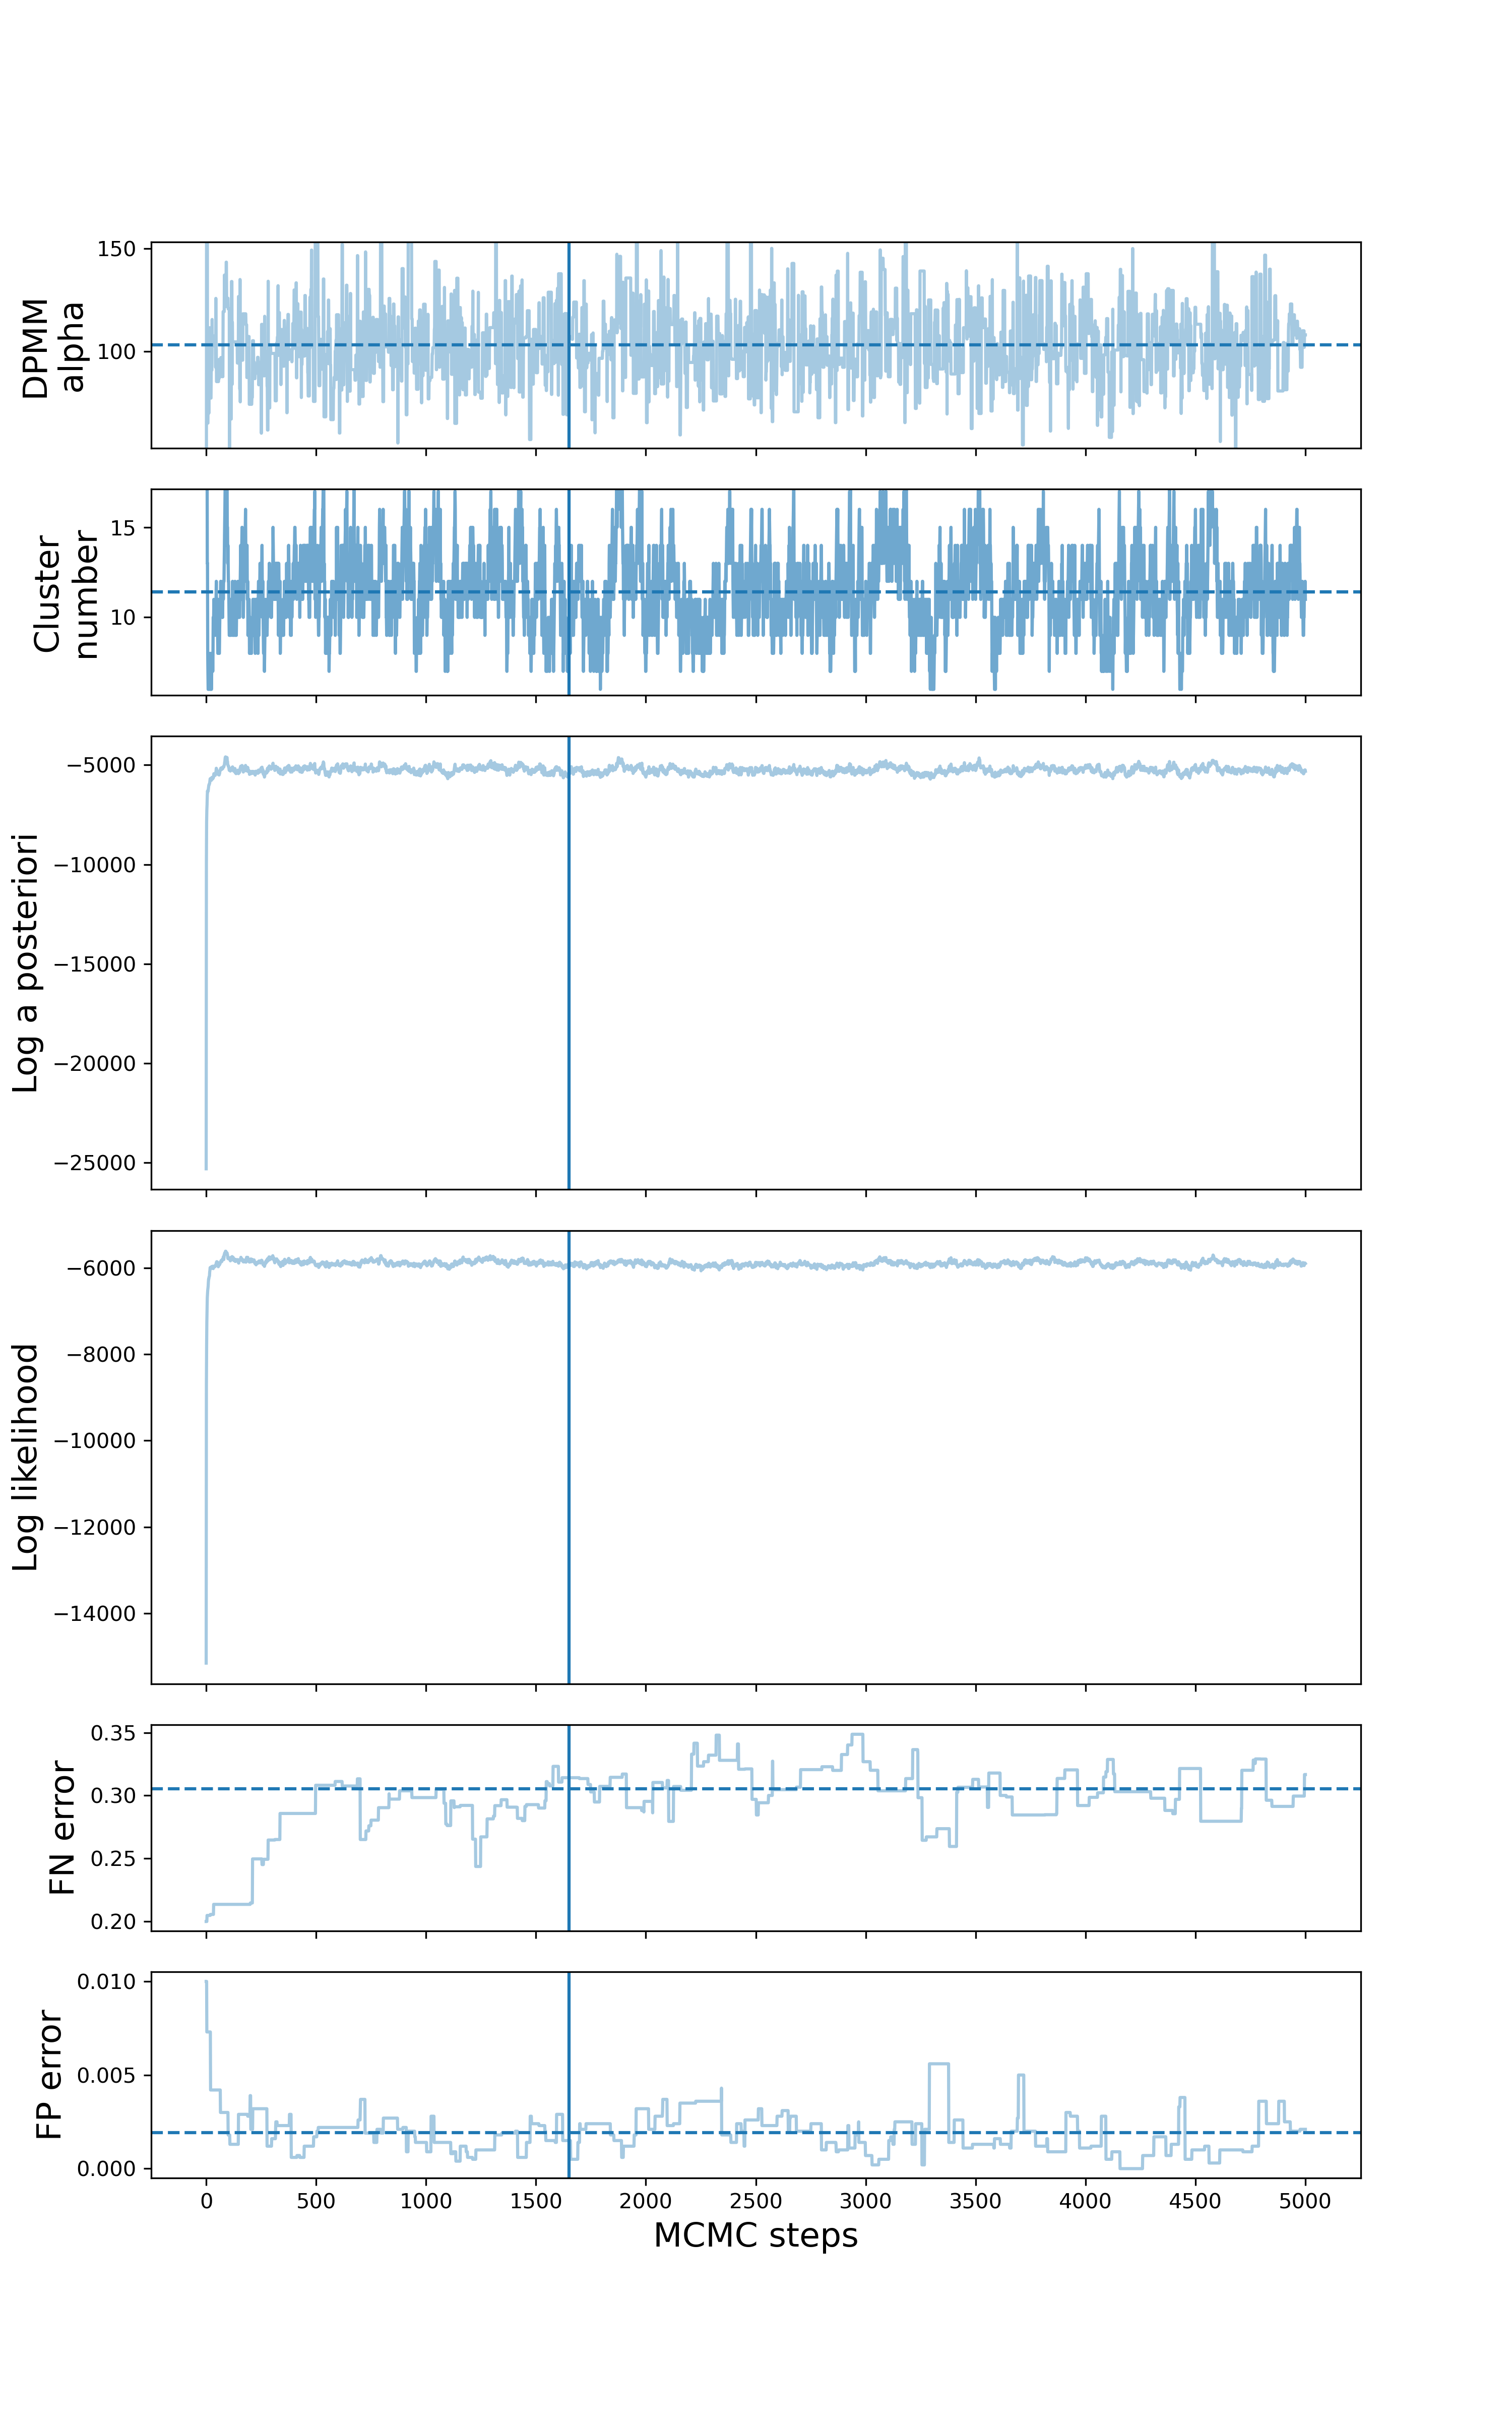 DPMM
alpha
150
100
Cluster
number
15
10
Log a posteriori
−5000
−10000
−15000
−20000
−25000
Log likelihood
−6000
−8000
−10000
−12000
−14000
FN error
0.35
0.30
0.25
0.20
FP error
0.010
0.005
0.000
0 500 1000 1500 2000 2500 3000 3500 4000 4500 5000
MCMC steps